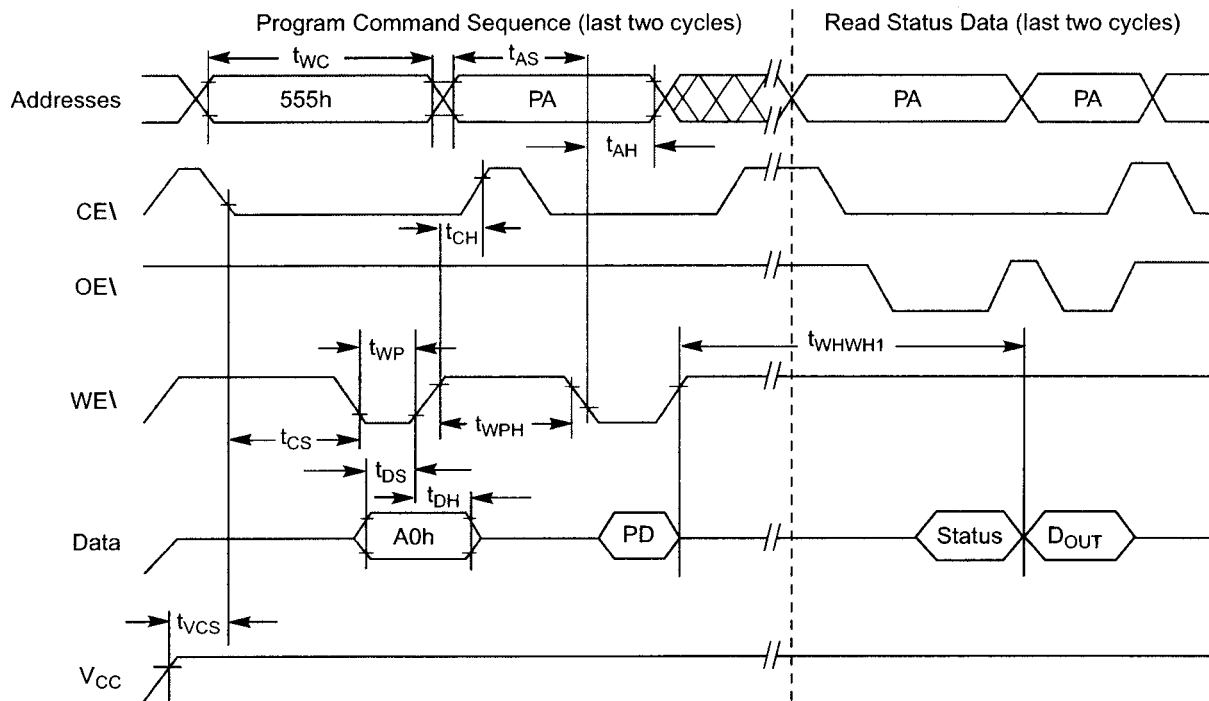 Program Command Sequence (last two cycles)
Read Status Data (last two cycles)
tWC
tAS
Addresses
555h
PA
PA
PA
tAH
CE\
tCH
OE\
tWP
tWHWH1
WE\
tCS
tWPH
tDS
tDH
Data
A0h
PD
Status
DOUT
tVCS
VCC